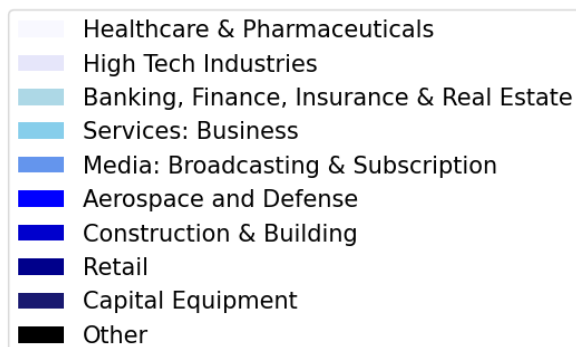 Healthcare & Pharmaceuticals
High Tech Industries
Banking, Finance, Insurance & Real Estate
Services: Business
Media: Broadcasting & Subscription
Aerospace and Defense
Construction & Building
Retail
Capital Equipment
Other